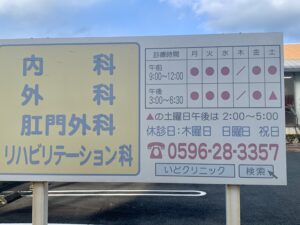 内科
外科
肛門外科
リハビリテーション科
診療時間 月 火 水 木 金 土
午前 9:00~12:00 ● ● ● ／ ● ●
午後 3:00~6:30 ● ● ● ／ ● ▲
▲の土曜日午後は 2:00~5:00
休診日:木曜日 日曜日 祝日
☎0596-28-3357
いとクリニック 検索